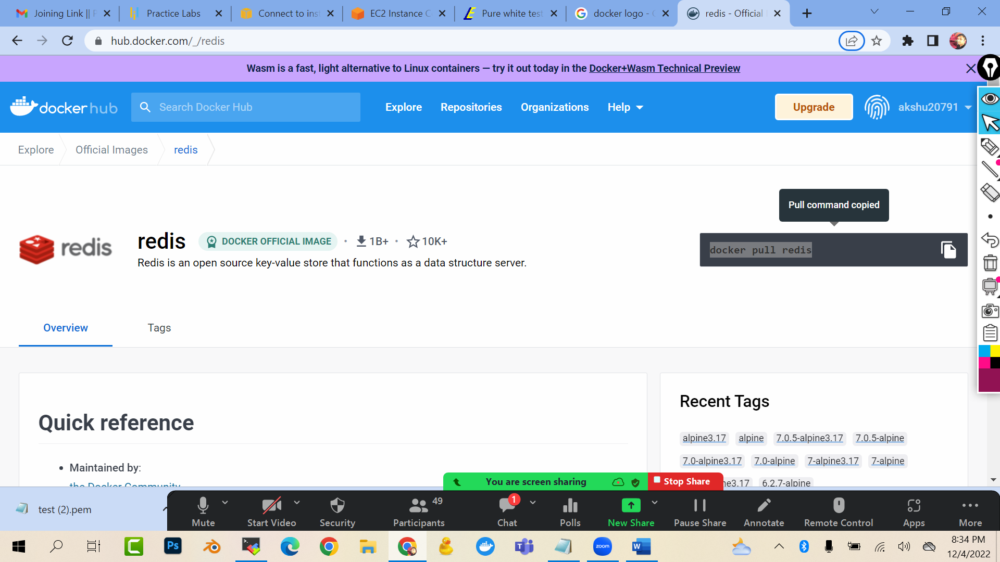 Joining Link || P
Practice Labs
Connect to inst
EC2 Instance C
Pure white test
docker logo - G
redis - Official I
hub.docker.com/_/redis
Wasm is a fast, light alternative to Linux containers — try it out today in the Docker+Wasm Technical Preview
docker hub
Search Docker Hub
Explore
Repositories
Organizations
Help
Upgrade
akshu20791
Explore
Official Images
redis
Pull command copied
redis
redis
DOCKER OFFICIAL IMAGE
• 1B+ • 10K+
docker pull redis
Redis is an open source key-value store that functions as a data structure server.
Overview
Tags
Quick reference
• Maintained by:
the Docker Community
Recent Tags
alpine3.17 alpine 7.0.5-alpine3.17 7.0.5-alpine
7.0-alpine3.17 7.0-alpine 7-alpine3.17 7-alpine
ne3.17 6.2.7-alpine
You are screen sharing
Stop Share
test (2).pem
Mute
Start Video
Security
49
Participants
1
Chat
Polls
New Share
Pause Share
Annotate
Remote Control
Apps
More
Ps
zoom
W
8:34 PM
12/4/2022